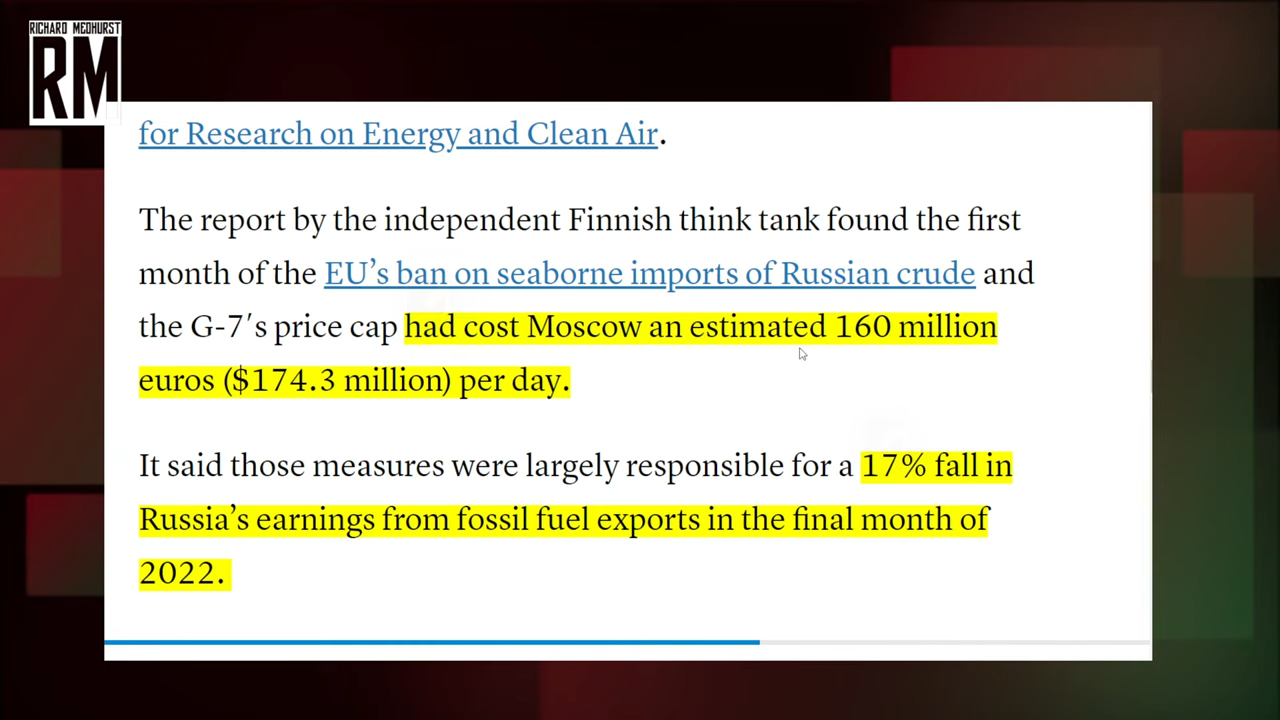 RICHARD MEDHURST
RM
for Research on Energy and Clean Air.
The report by the independent Finnish think tank found the first
month of the EU’s ban on seaborne imports of Russian crude and
the G-7′s price cap had cost Moscow an estimated 160 million
euros ($174.3 million) per day.
It said those measures were largely responsible for a 17% fall in
Russia’s earnings from fossil fuel exports in the final month of
2022.